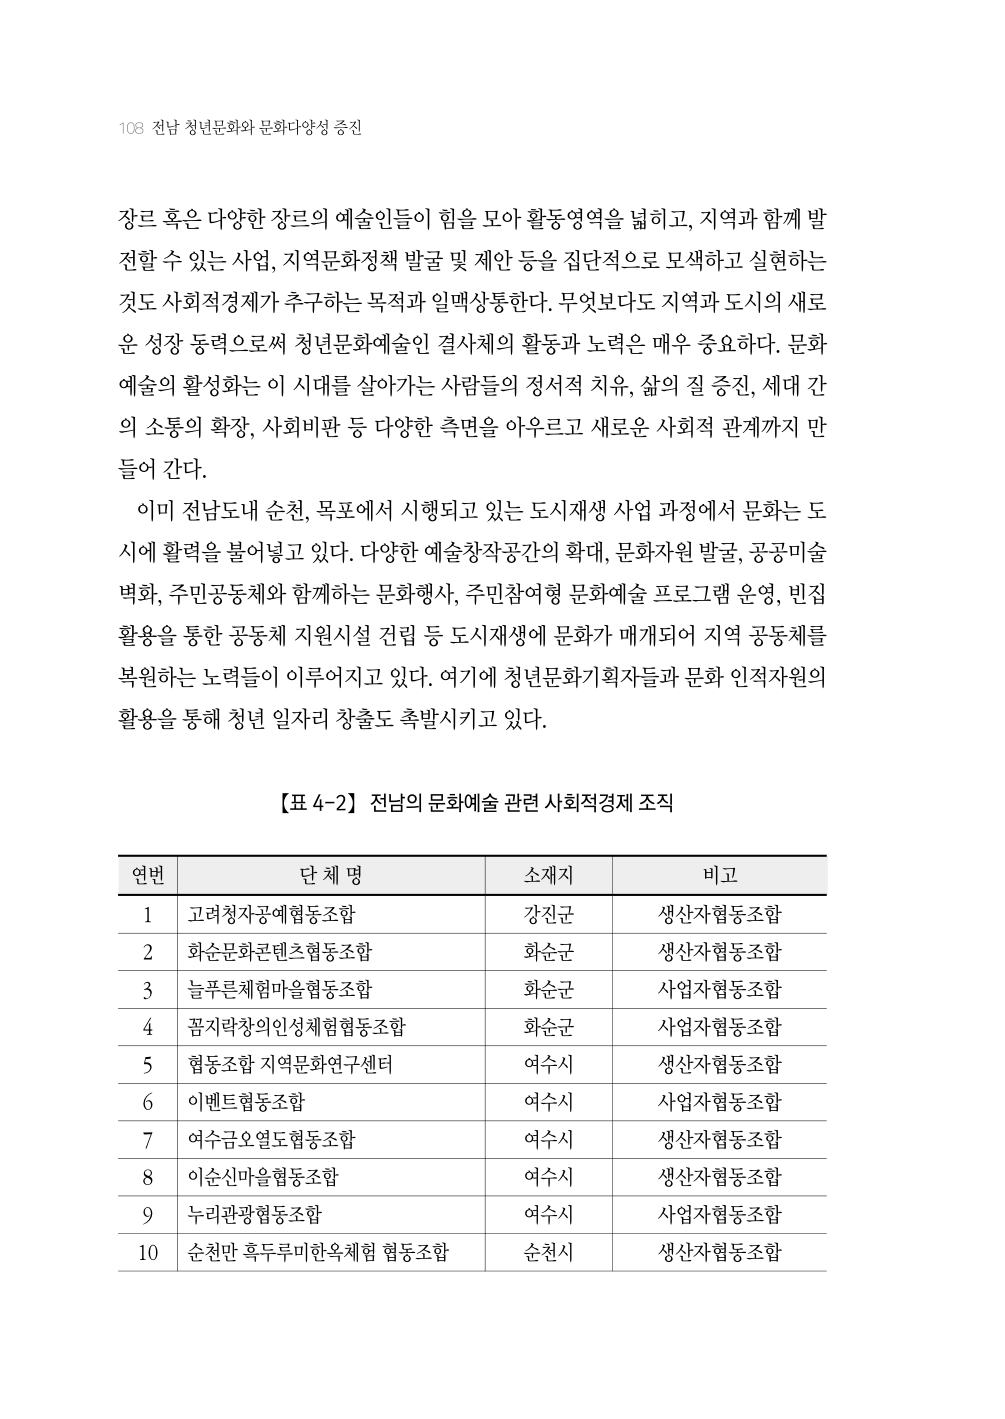 108 전남 청년문화와 문화다양성 증진
장르 혹은 다양한 장르의 예술인들이 힘을 모아 활동영역을 넓히고, 지역과 함께 발
전할 수 있는 사업, 지역문화정책 발굴 및 제안 등을 집단적으로 모색하고 실현하는
것도 사회적경제가 추구하는 목적과 일맥상통한다. 무엇보다도 지역과 도시의 새로
운 성장 동력으로써 청년문화예술인 결사체의 활동과 노력은 매우 중요하다. 문화
예술의 활성화는 이 시대를 살아가는 사람들의 정서적 치유, 삶의 질 증진, 세대 간
의 소통의 확장, 사회비판 등 다양한 측면을 아우르고 새로운 사회적 관계까지 만
들어 간다.
이미 전남도내 순천, 목포에서 시행되고 있는 도시재생 사업 과정에서 문화는 도
시에 활력을 불어넣고 있다. 다양한 예술창작공간의 확대, 문화자원 발굴, 공공미술
벽화, 주민공동체와 함께하는 문화행사, 주민참여형 문화예술 프로그램 운영, 빈집
활용을 통한 공동체 지원시설 건립 등 도시재생에 문화가 매개되어 지역 공동체를
복원하는 노력들이 이루어지고 있다. 여기에 청년문화기획자들과 문화 인적자원의
활용을 통해 청년 일자리 창출도 촉발시키고 있다.
【표 4-2】 전남의 문화예술 관련 사회적경제 조직
연번 단 체 명 소재지 비고
1 고려청자공예협동조합 강진군 생산자협동조합
2 화순문화콘텐츠협동조합 화순군 생산자협동조합
3 늘푸른체험마을협동조합 화순군 사업자협동조합
4 꼼지락창의인성체험협동조합 화순군 사업자협동조합
5 협동조합 지역문화연구센터 여수시 생산자협동조합
6 이벤트협동조합 여수시 사업자협동조합
7 여수금오열도협동조합 여수시 생산자협동조합
8 이순신마을협동조합 여수시 생산자협동조합
9 누리관광협동조합 여수시 사업자협동조합
10 순천만 흑두루미한옥체험 협동조합 순천시 생산자협동조합